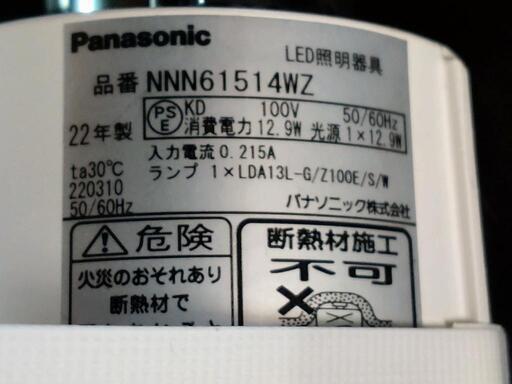 Panasonic
LED照明器具
品番 NNN61514WZ
PS E KD 100V 50/60Hz
22年製 消費電力 12.9W 光源 1×12.9W
入力電流 0.215A
ta30℃
ランプ 1×LDA13L-G/Z100E/S/W
220310
50/60Hz
パナソニック株式会社
危険
火災のおそれあり
断熱材で
断熱材施工
不可